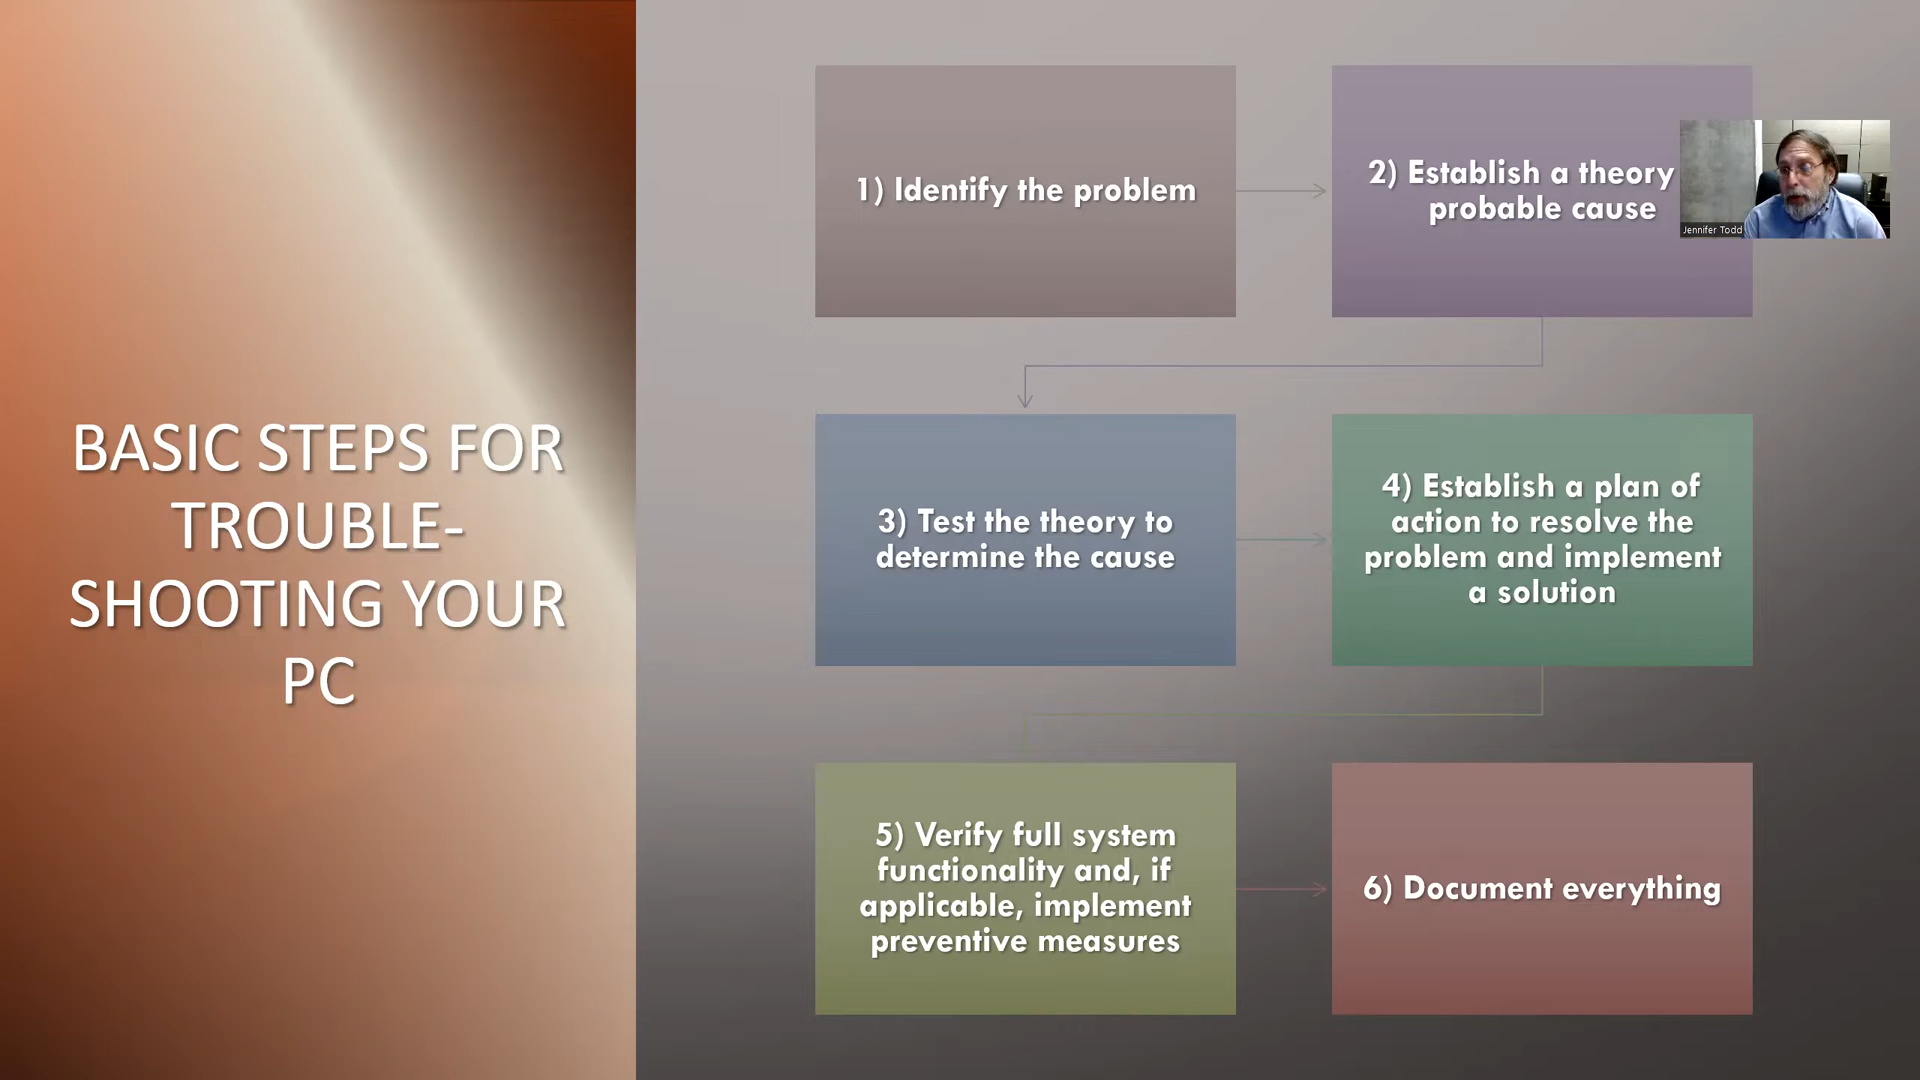 BASIC STEPS FOR
TROUBLE-
SHOOTING YOUR
PC
1) Identify the problem
2) Establish a theory
probable cause
3) Test the theory to
determine the cause
4) Establish a plan of
action to resolve the
problem and implement
a solution
5) Verify full system
functionality and, if
applicable, implement
preventive measures
6) Document everything
Jennifer Todd